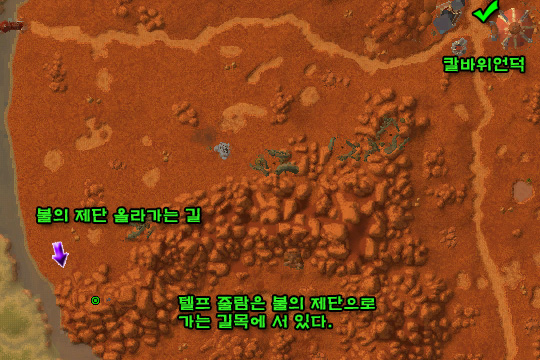 칼바위언덕
불의 제단 올라가는 길
텔프 줄람은 불의 제단으로
가는 길목에 서 있다.